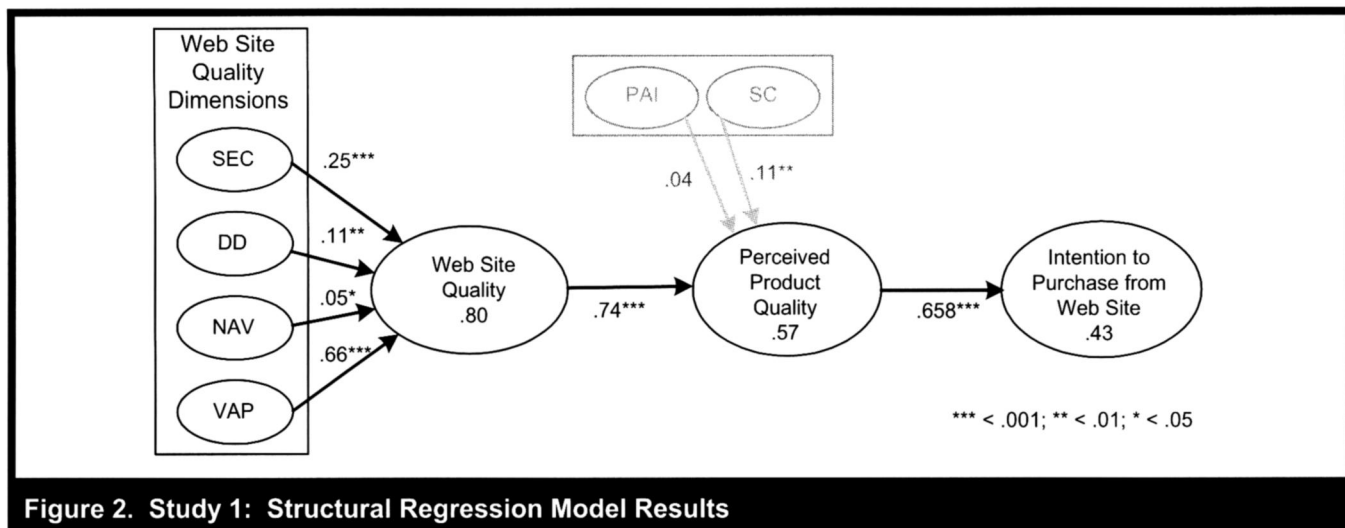 Web Site
Quality
Dimensions
SEC
DD
NAV
VAP
.25***
.11**
.05*
.66***
PAI
SC
.04
.11**
Web Site
Quality
.80
.74***
Perceived
Product
Quality
.57
.658***
Intention to
Purchase from
Web Site
.43
*** < .001; ** < .01; * < .05
Figure 2. Study 1: Structural Regression Model Results